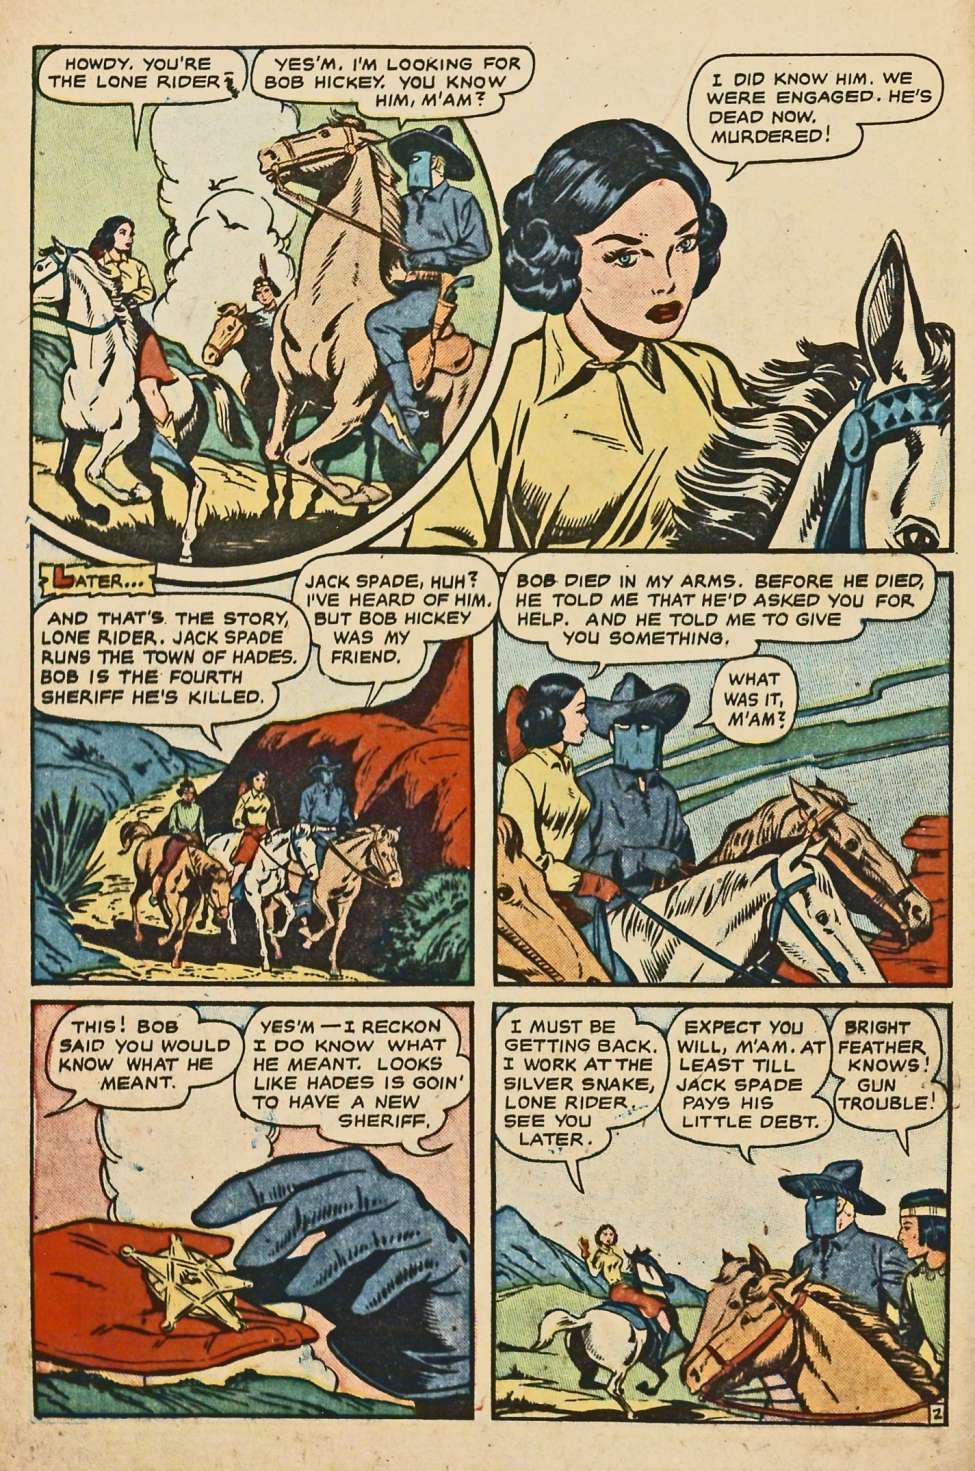 HOWDY. YOU'RE
THE LONE RIDER?
YES'M. I'M LOOKING FOR
BOB HICKEY. YOU KNOW
HIM, M'AM?
I DID KNOW HIM. WE
WERE ENGAGED. HE'S
DEAD NOW.
MURDERED!
LATER...
AND THAT'S THE STORY,
LONE RIDER. JACK SPADE
RUNS THE TOWN OF HADES.
BOB IS THE FOURTH
SHERIFF HE'S KILLED.
JACK SPADE, HUH?
I'VE HEARD OF HIM.
BUT BOB HICKEY
WAS MY
FRIEND.
BOB DIED IN MY ARMS. BEFORE HE DIED,
HE TOLD ME THAT HE'D ASKED YOU FOR
HELP. AND HE TOLD ME TO GIVE
YOU SOMETHING.
WHAT
WAS IT,
M'AM?
THIS! BOB
SAID YOU WOULD
KNOW WHAT HE
MEANT.
YES'M — I RECKON
I DO KNOW WHAT
HE MEANT. LOOKS
LIKE HADES IS GOIN'
TO HAVE A NEW
SHERIFF.
I MUST BE
GETTING BACK.
I WORK AT THE
SILVER SNAKE,
LONE RIDER.
SEE YOU
LATER.
EXPECT YOU
WILL, M'AM. AT
LEAST TILL
JACK SPADE
PAYS HIS
LITTLE DEBT.
BRIGHT
FEATHER
KNOWS!
GUN
TROUBLE!
2